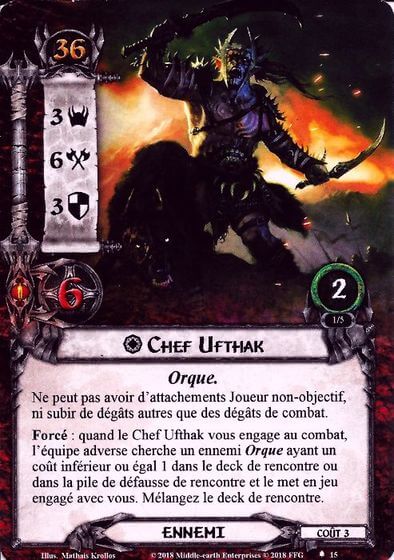 36
3
6
3
6
2
1/5
Chef Ufthak
Orque.
Ne peut pas avoir d'attachements Joueur non-objectif,
ni subir de dégâts autres que des dégâts de combat.
Forcé : quand le Chef Ufthak vous engage au combat,
l'équipe adverse cherche un ennemi Orque ayant un
coût inférieur ou égal 1 dans le deck de rencontre ou
dans la pile de défausse de rencontre et le met en jeu
engagé avec vous. Mélangez le deck de rencontre.
ENNEMI
COÛT 3
Illus. Mathais Krollos © 2018 Middle-earth Enterprises © 2018 FFG 15